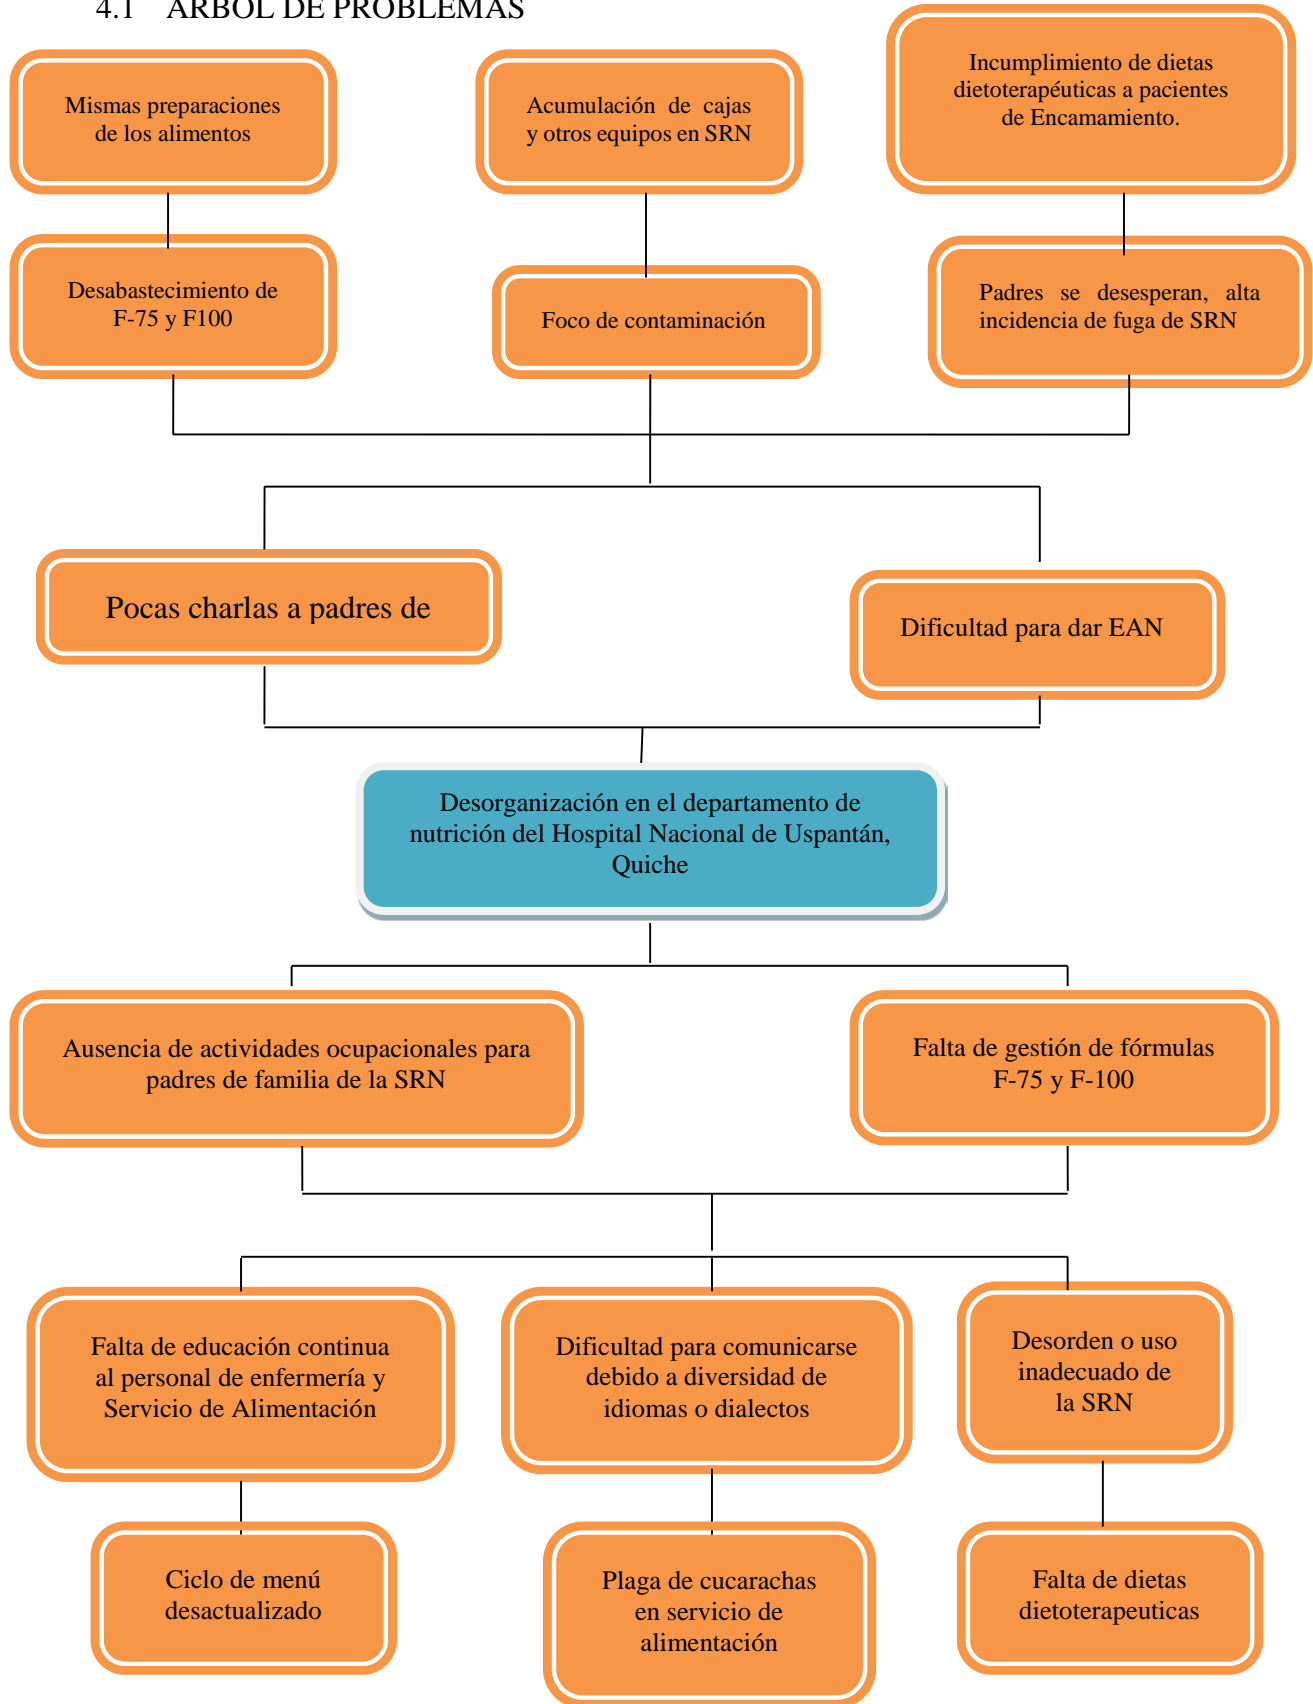 4.1 ÁRBOL DE PROBLEMAS
Mismas preparaciones
de los alimentos
Acumulación de cajas
y otros equipos en SRN
Incumplimiento de dietas
dietoterapéuticas a pacientes
de Encamamiento.
Desabastecimiento de
F-75 y F100
Foco de contaminación
Padres se desesperan, alta
incidencia de fuga de SRN
Pocas charlas a padres de
Dificultad para dar EAN
Desorganización en el departamento de
nutrición del Hospital Nacional de Uspantán,
Quiche
Ausencia de actividades ocupacionales para
padres de familia de la SRN
Falta de gestión de fórmulas
F-75 y F-100
Falta de educación continua
al personal de enfermería y
Servicio de Alimentación
Dificultad para comunicarse
debido a diversidad de
idiomas o dialectos
Desorden o uso
inadecuado de
la SRN
Ciclo de menú
desactualizado
Plaga de cucarachas
en servicio de
alimentación
Falta de dietas
dietoterapeuticas